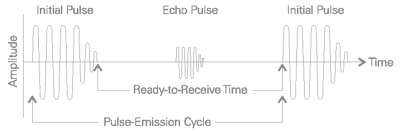 Initial Pulse Echo Pulse Initial Pulse
Amplitude
Time
Ready-to-Receive Time
Pulse-Emission Cycle